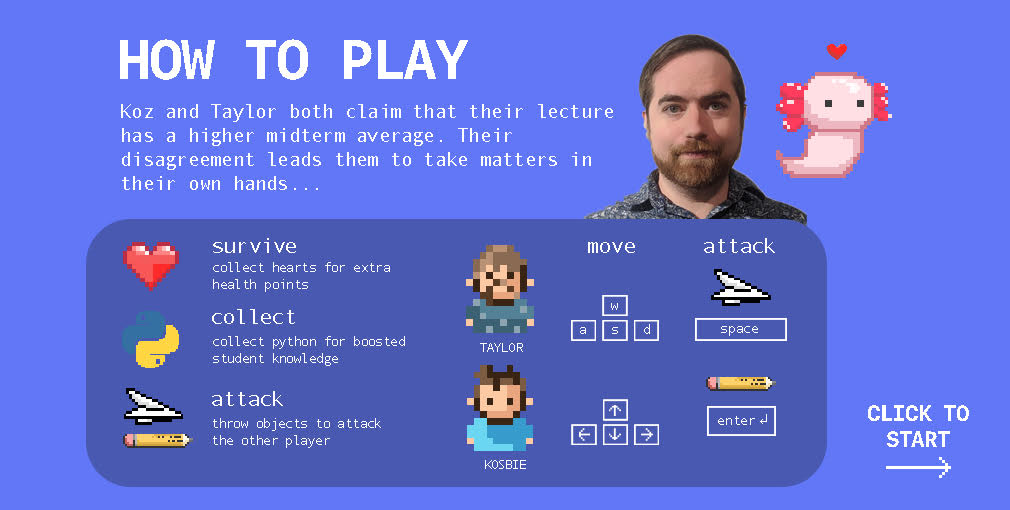 HOW TO PLAY
Koz and Taylor both claim that their lecture
has a higher midterm average. Their
disagreement leads them to take matters in
their own hands...
survive
collect hearts for extra
health points
collect
collect python for boosted
student knowledge
attack
throw objects to attack
the other player
TAYLOR
KOSBIE
move
w
a s d
↑
← ↓ →
attack
space
enter ↲
CLICK TO
START